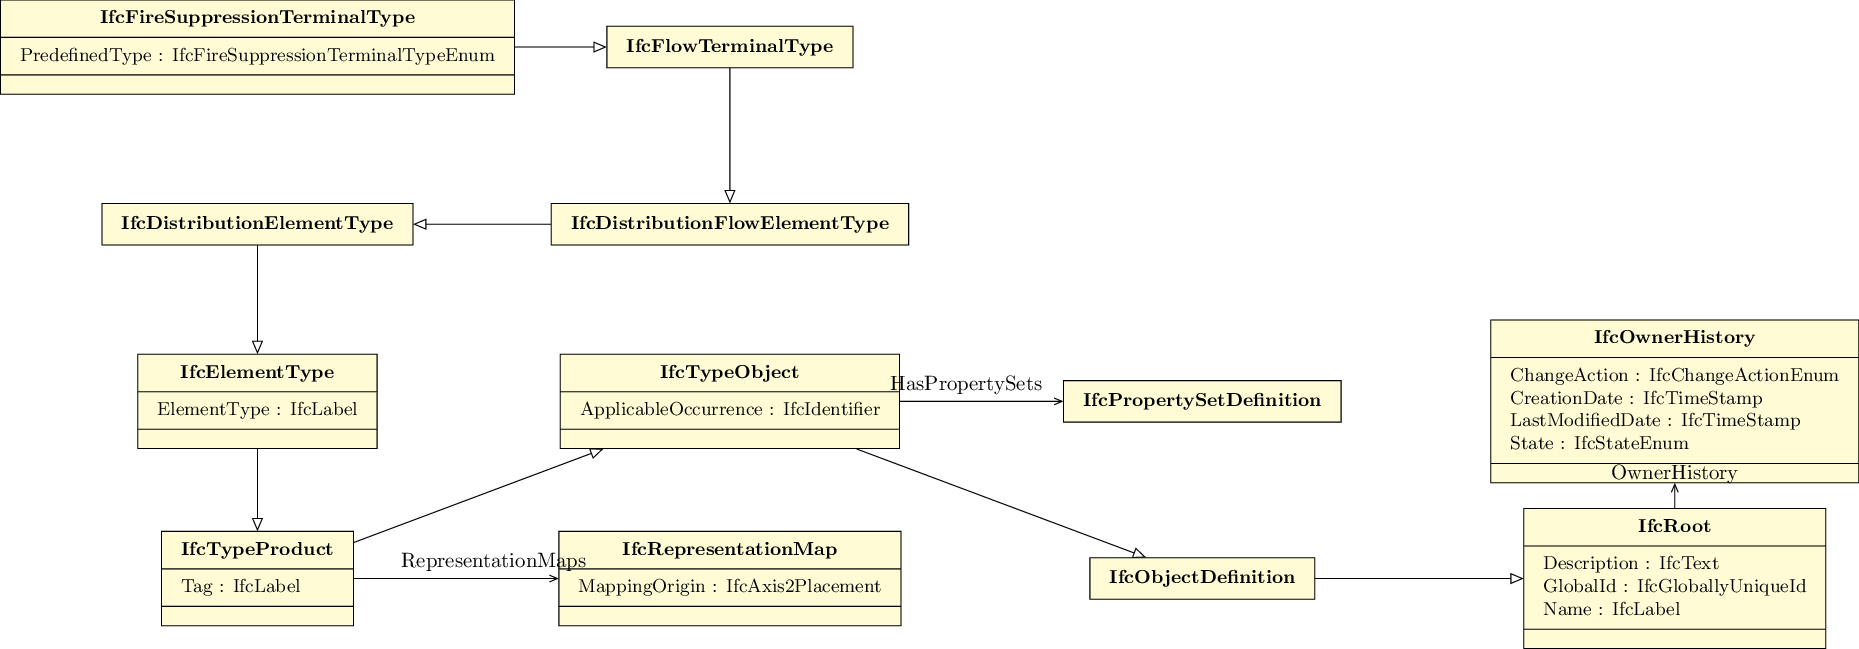 IfcFireSuppressionTerminalType
PredefinedType : IfcFireSuppressionTerminalTypeEnum
IfcFlowTerminalType
IfcDistributionElementType
IfcDistributionFlowElementType
IfcOwnerHistory
ChangeAction : IfcChangeActionEnum
CreationDate : IfcTimeStamp
LastModifiedDate : IfcTimeStamp
State : IfcStateEnum
OwnerHistory
IfcElementType
ElementType : IfcLabel
IfcTypeObject
ApplicableOccurrence : IfcIdentifier
HasPropertySets
IfcPropertySetDefinition
IfcTypeProduct
Tag : IfcLabel
RepresentationMaps
IfcRepresentationMap
MappingOrigin : IfcAxis2Placement
IfcObjectDefinition
IfcRoot
Description : IfcText
GlobalId : IfcGloballyUniqueId
Name : IfcLabel